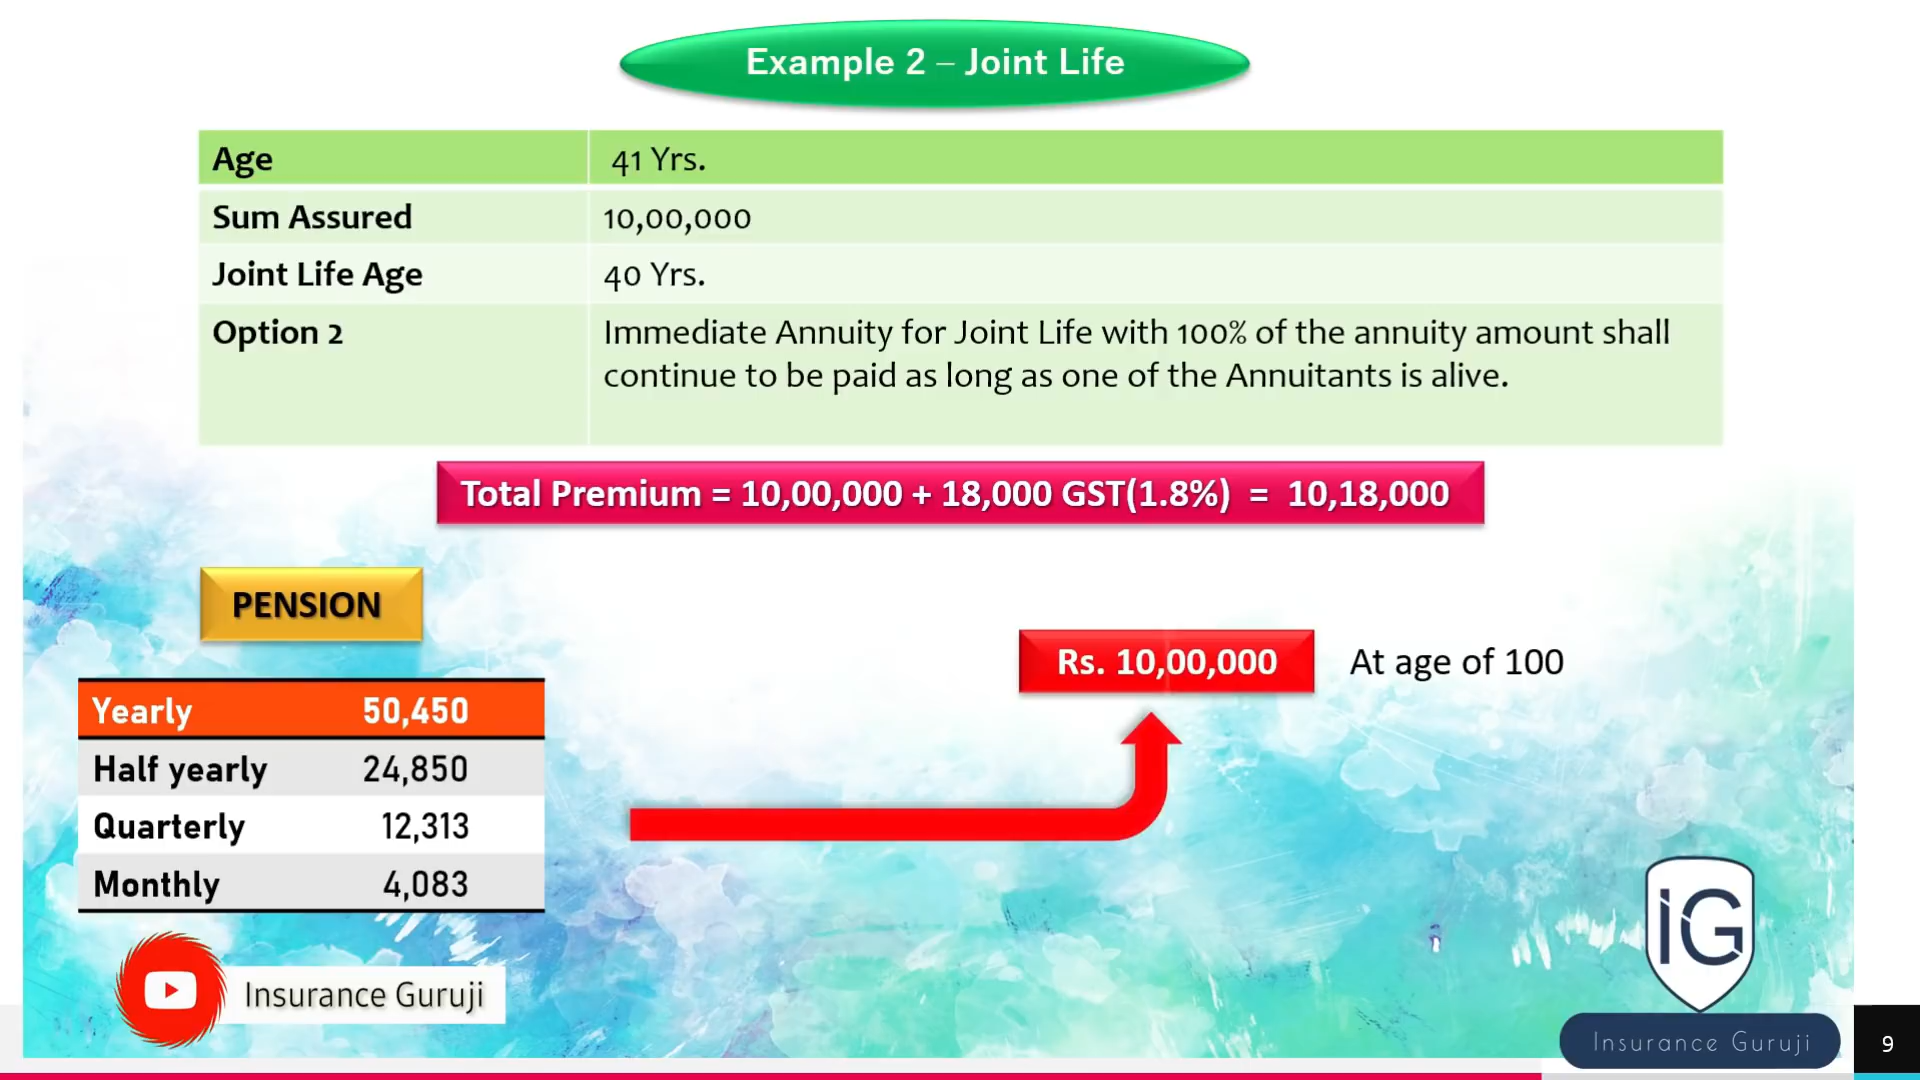 Example 2 – Joint Life
Age 41 Yrs.
Sum Assured 10,00,000
Joint Life Age 40 Yrs.
Option 2 Immediate Annuity for Joint Life with 100% of the annuity amount shall
continue to be paid as long as one of the Annuitants is alive.
Total Premium = 10,00,000 + 18,000 GST(1.8%) = 10,18,000
PENSION
Rs. 10,00,000 At age of 100
Yearly 50,450
Half yearly 24,850
Quarterly 12,313
Monthly 4,083
IG
Insurance Guruji
Insurance Guruji
9